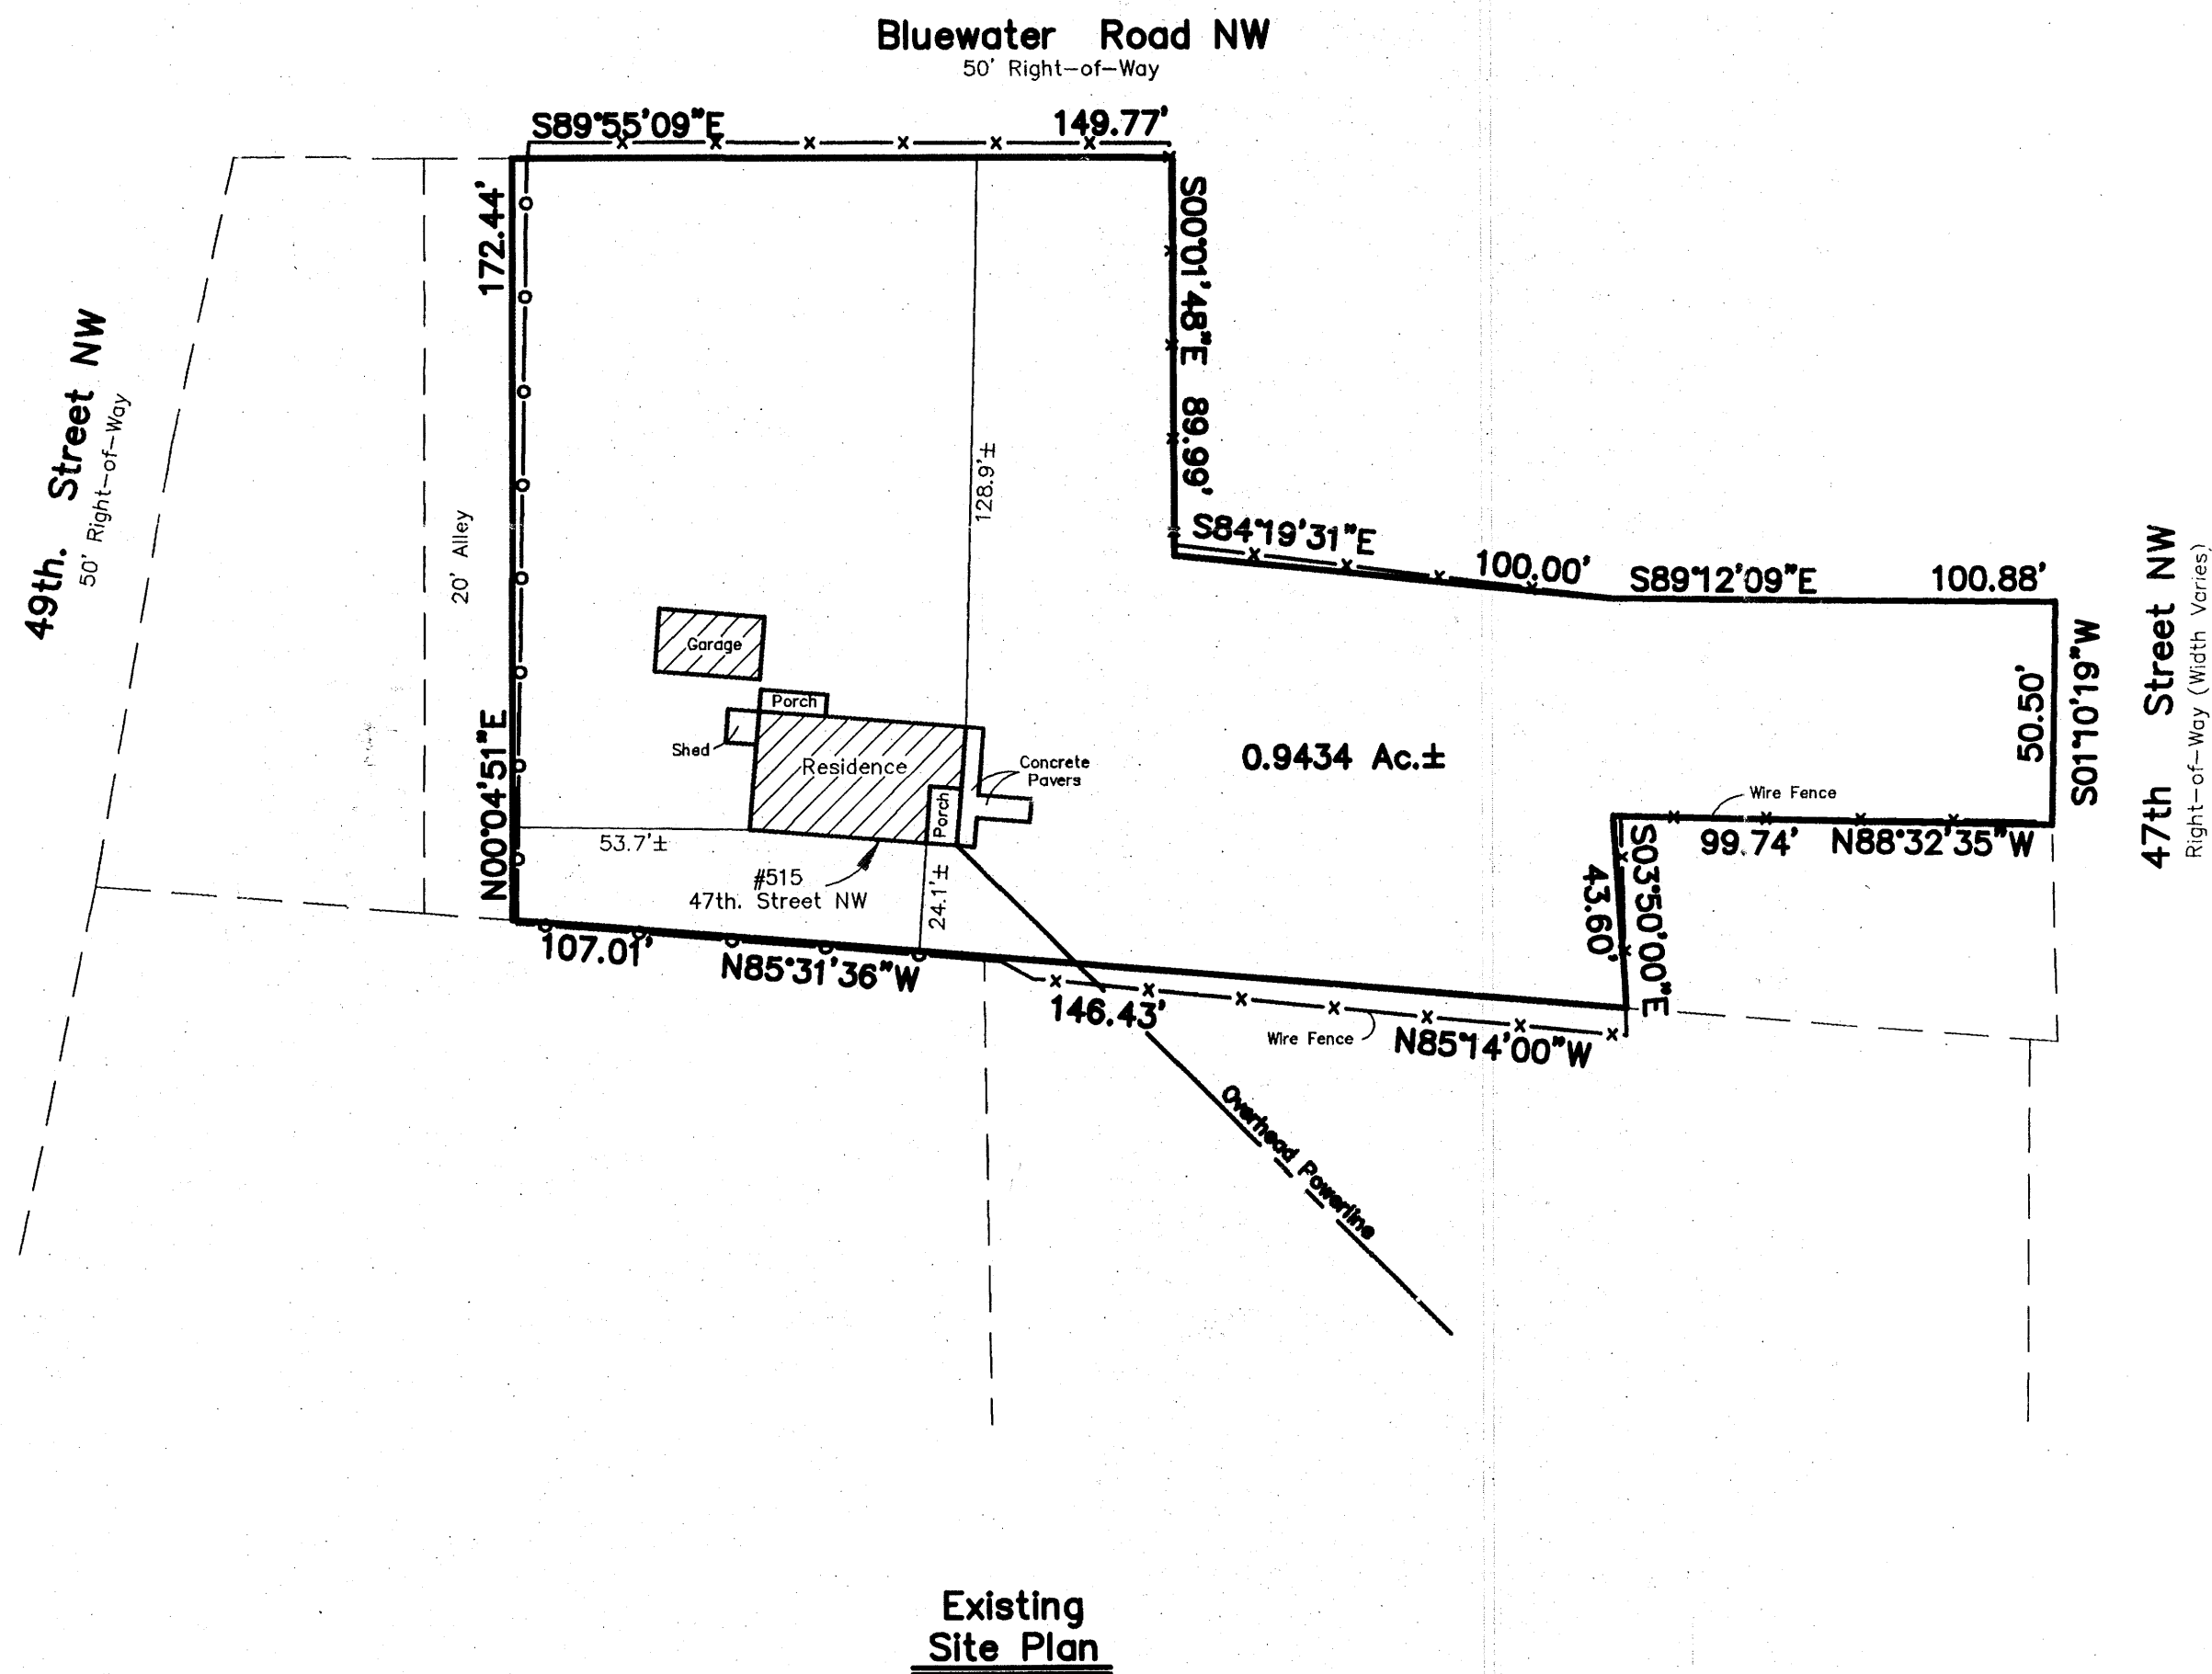 Bluewater Road NW
50' Right-of-Way
S89°55'09"E
149.77'
172.44'
N00°04'51"E
S00°01'48"E 89.99'
49th. Street NW
50' Right-of-Way
20' Alley
128.9'±
S84°19'31"E
100.00'
S89°12'09"E
100.88'
S01°10'19"W
50.50'
47th Street NW
Right-of-Way (Width Varies)
Garage
Porch
Shed
Residence
Porch
Concrete
Pavers
0.9434 Ac.±
Wire Fence
99.74'
N88°32'35"W
S03°50'00"E
43.60'
53.7'±
#515
47th. Street NW
24.1'±
107.01'
N85°31'36"W
146.43'
Wire Fence
N85°14'00"W
Overhead Powerline
Existing
Site Plan